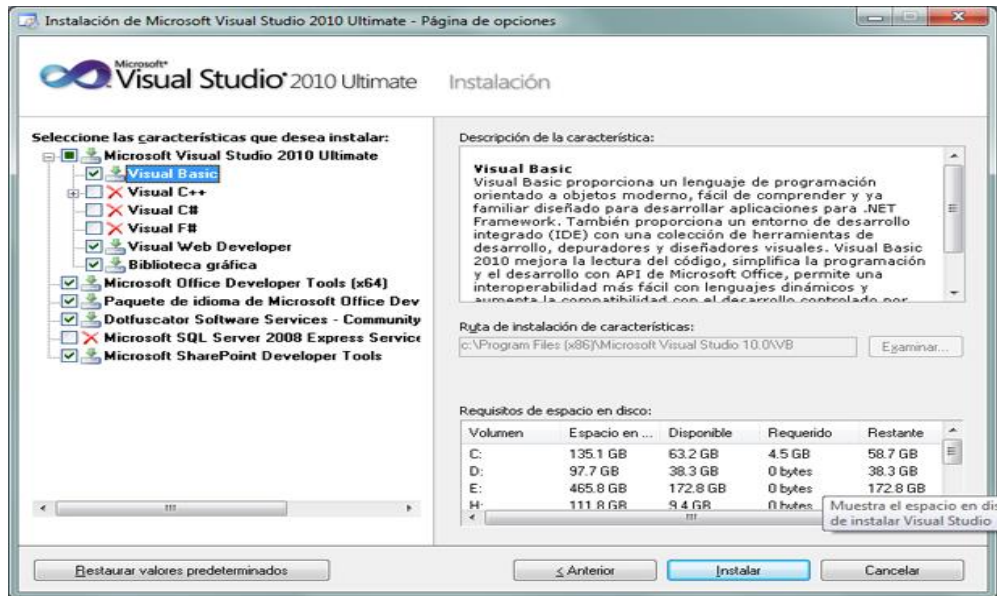 Instalación de Microsoft Visual Studio 2010 Ultimate - Página de opciones
Microsoft®
Visual Studio® 2010 Ultimate
Instalación
Seleccione las características que desea instalar:
Microsoft Visual Studio 2010 Ultimate
Visual Basic
Visual C++
Visual C#
Visual F#
Visual Web Developer
Biblioteca gráfica
Microsoft Office Developer Tools (x64)
Paquete de idioma de Microsoft Office Dev
Dotfuscator Software Services - Community
Microsoft SQL Server 2008 Express Service
Microsoft SharePoint Developer Tools
Descripción de la característica:
Visual Basic
Visual Basic proporciona un lenguaje de programación
orientado a objetos moderno, fácil de comprender y ya
familiar diseñado para desarrollar aplicaciones para .NET
Framework. También proporciona un entorno de desarrollo
integrado (IDE) con una colección de herramientas de
desarrollo, depuradores y diseñadores visuales. Visual Basic
2010 mejora la lectura del código, simplifica la programación
y el desarrollo con API de Microsoft Office, permite una
interoperabilidad más fácil con lenguajes dinámicos y
aumenta la compatibilidad con el desarrollo controlado por
Ruta de instalación de características:
c:\Program Files (x86)\Microsoft Visual Studio 10.0\VB
Examinar...
Requisitos de espacio en disco:
Volumen Espacio en ... Disponible Requerido Restante
C: 135.1 GB 63.2 GB 4.5 GB 58.7 GB
D: 97.7 GB 38.3 GB 0 bytes 38.3 GB
E: 465.8 GB 172.8 GB 0 bytes 172.8 GB
H: 111.8 GB 9.4 GB 0 bytes
Muestra el espacio en dis
de instalar Visual Studio
Restaurar valores predeterminados
< Anterior
Instalar
Cancelar